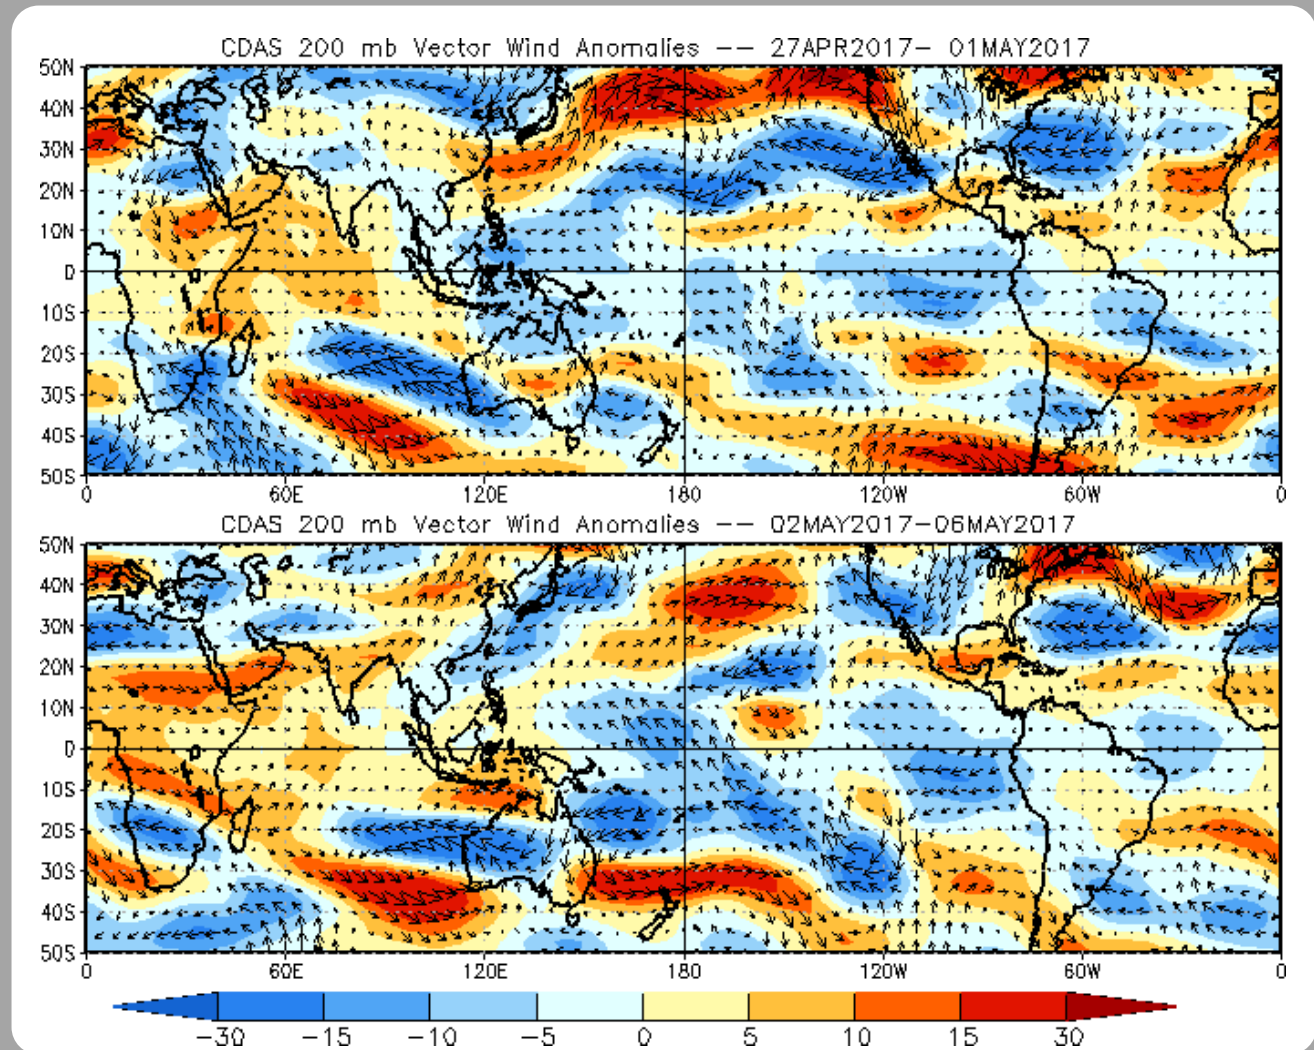 CDAS 200 mb Vector Wind Anomalies -- 27APR2017- 01MAY2017
50N
40N
30N
20N
10N
0
10S
20S
30S
40S
50S
0 60E 120E 180 120W 60W 0
CDAS 200 mb Vector Wind Anomalies -- 02MAY2017-06MAY2017
50N
40N
30N
20N
10N
0
10S
20S
30S
40S
50S
0 60E 120E 180 120W 60W 0
-30 -15 -10 -5 0 5 10 15 30